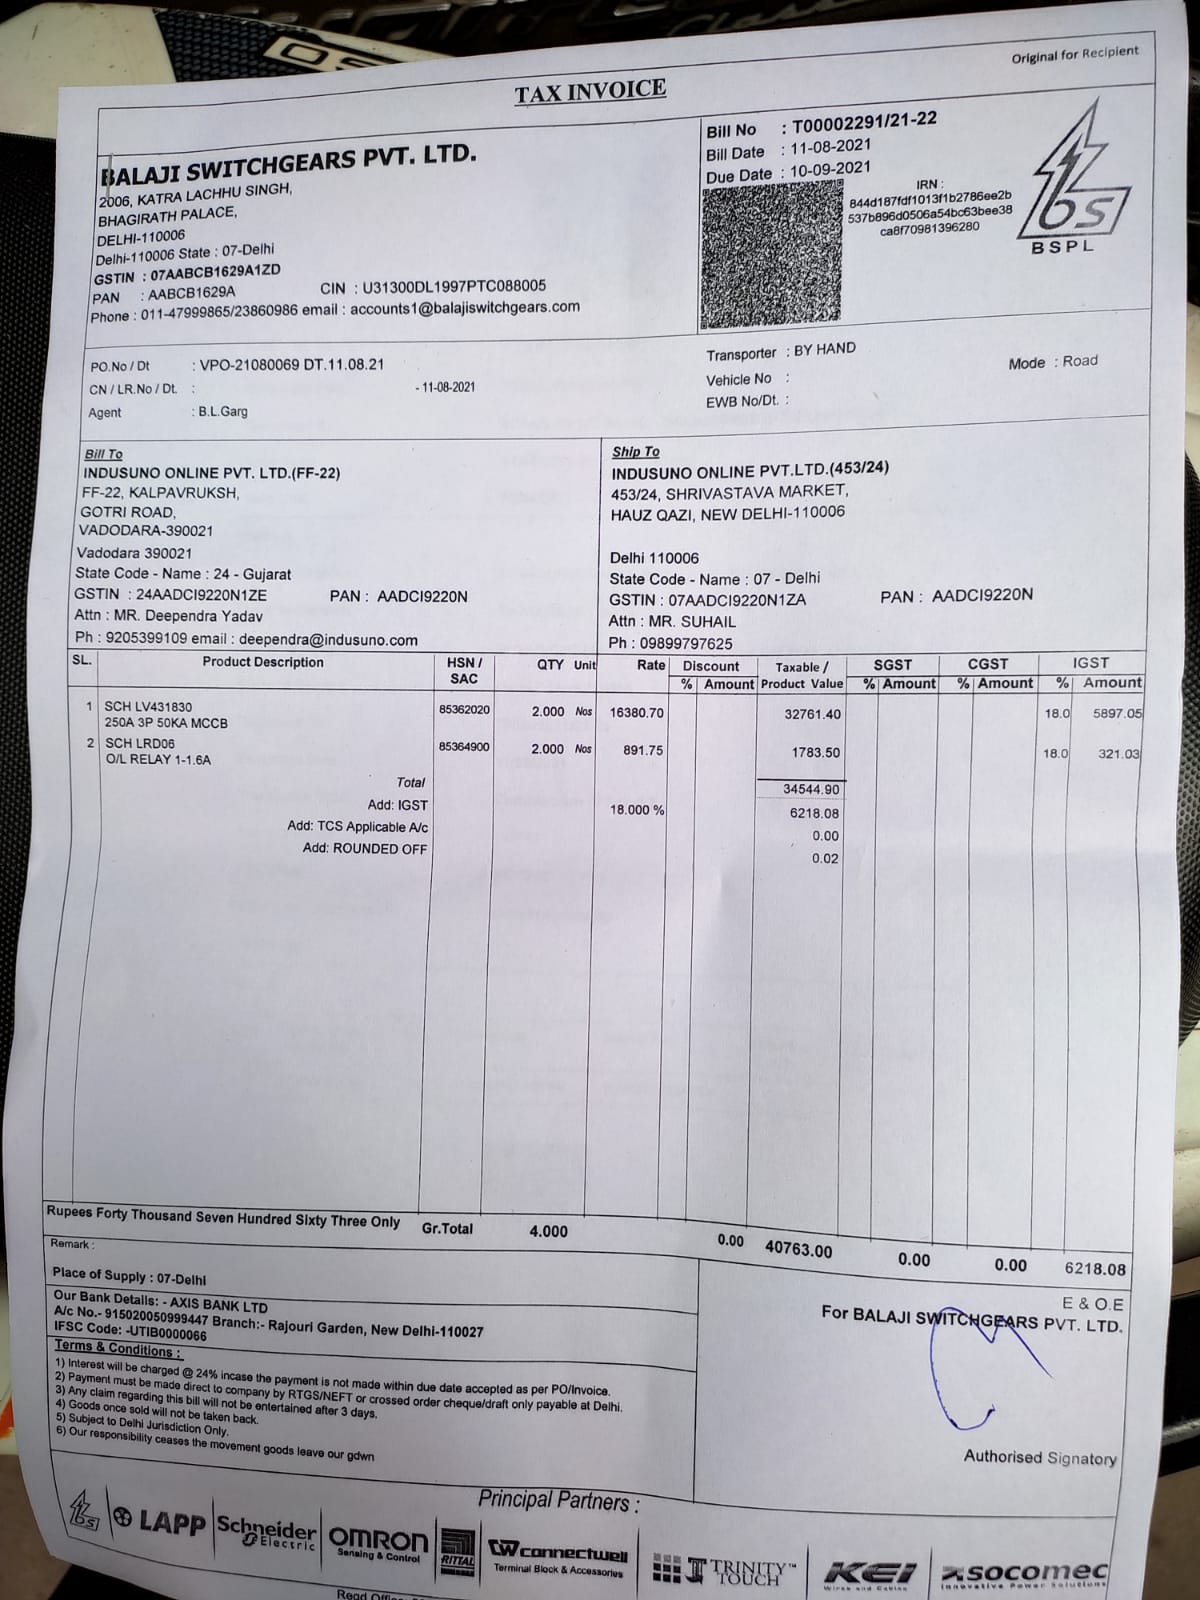 Original for Recipient
TAX INVOICE
BALAJI SWITCHGEARS PVT. LTD.
2006, KATRA LACHHU SINGH,
BHAGIRATH PALACE,
DELHI-110006
Delhi-110006 State : 07-Delhi
GSTIN : 07AABCB1629A1ZD
PAN : AABCB1629A CIN : U31300DL1997PTC088005
Phone : 011-47999865/23860986 email : accounts1@balajiswitchgears.com
Bill No : T00002291/21-22
Bill Date : 11-08-2021
Due Date : 10-09-2021
IRN :
844d187fdf1013f1b2786ee2b
537b896d0506a54bc63bee38
ca8f70981396280
BSPL
PO.No / Dt : VPO-21080069 DT.11.08.21
CN / LR.No / Dt. : - 11-08-2021
Agent : B.L.Garg
Transporter : BY HAND Mode : Road
Vehicle No :
EWB No/Dt. :
Bill To
INDUSUNO ONLINE PVT. LTD.(FF-22)
FF-22, KALPAVRUKSH,
GOTRI ROAD,
VADODARA-390021
Vadodara 390021
State Code - Name : 24 - Gujarat
GSTIN : 24AADCI9220N1ZE PAN : AADCI9220N
Attn : MR. Deependra Yadav
Ph : 9205399109 email : deependra@indusuno.com
Ship To
INDUSUNO ONLINE PVT.LTD.(453/24)
453/24, SHRIVASTAVA MARKET,
HAUZ QAZI, NEW DELHI-110006
Delhi 110006
State Code - Name : 07 - Delhi
GSTIN : 07AADCI9220N1ZA PAN : AADCI9220N
Attn : MR. SUHAIL
Ph : 09899797625
SL. Product Description HSN / QTY Unit Rate Discount Taxable / SGST CGST IGST
SAC % Amount Product Value % Amount % Amount % Amount
1 SCH LV431830 85362020 2.000 Nos 16380.70 32761.40 18.0 5897.05
250A 3P 50KA MCCB
2 SCH LRD06 85364900 2.000 Nos 891.75 1783.50 18.0 321.03
O/L RELAY 1-1.6A
Total 34544.90
Add: IGST 18.000 % 6218.08
Add: TCS Applicable A/c 0.00
Add: ROUNDED OFF 0.02
Rupees Forty Thousand Seven Hundred Sixty Three Only Gr.Total 4.000 0.00 40763.00 0.00 0.00 6218.08
Remark :
Place of Supply : 07-Delhi
Our Bank Details: - AXIS BANK LTD
A/c No.- 915020050999447 Branch:- Rajouri Garden, New Delhi-110027
IFSC Code: -UTIB0000066
Terms & Conditions :
1) Interest will be charged @ 24% incase the payment is not made within due date accepted as per PO/Invoice.
2) Payment must be made direct to company by RTGS/NEFT or crossed order cheque/draft only payable at Delhi.
3) Any claim regarding this bill will not be entertained after 3 days.
4) Goods once sold will not be taken back.
5) Subject to Delhi Jurisdiction Only.
6) Our responsibility ceases the movement goods leave our gdwn
E & O.E
For BALAJI SWITCHGEARS PVT. LTD.
Authorised Signatory
Principal Partners :
LAPP
Schneider
Electric
OMRON
Sensing & Control
RITTAL
connectwell
Terminal Block & Accessories
TRINITY
TOUCH
KEI
Wires and Cables
socomec
Innovative Power Solutions